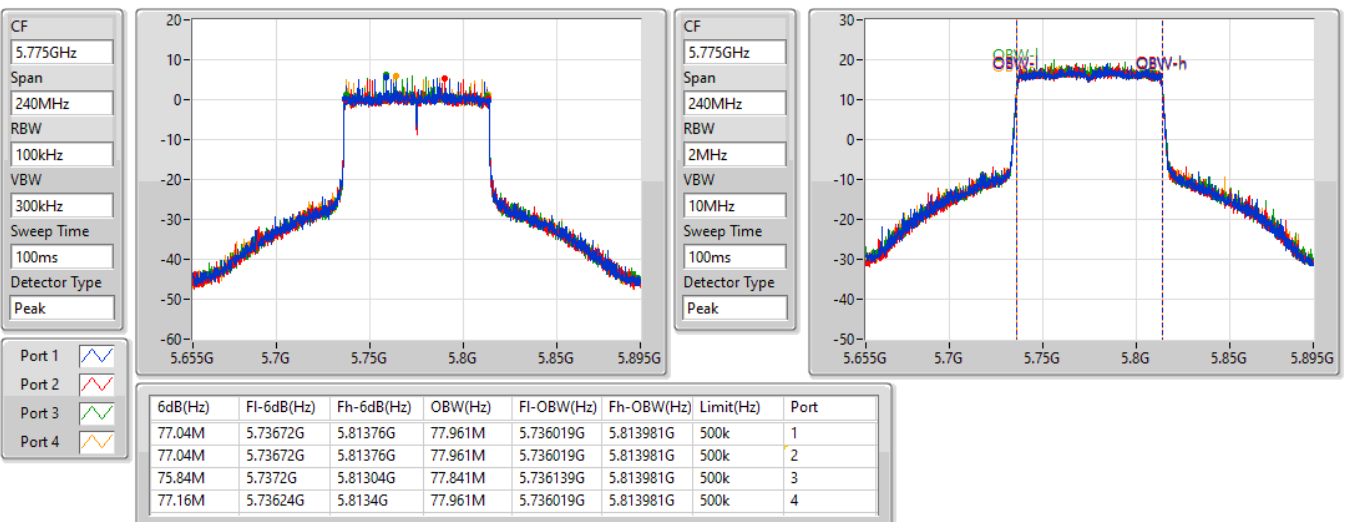 CF
5.775GHz
Span
240MHz
RBW
100kHz
VBW
300kHz
Sweep Time
100ms
Detector Type
Peak
20
10
0
-10
-20
-30
-40
-50
-60
5.655G 5.7G 5.75G 5.8G 5.85G 5.895G
CF
5.775GHz
Span
240MHz
RBW
2MHz
VBW
10MHz
Sweep Time
100ms
Detector Type
Peak
30
20
10
0
-10
-20
-30
-40
-50
OBW-l
OBW-l
OBW-h
5.655G 5.7G 5.75G 5.8G 5.85G 5.895G
Port 1
Port 2
Port 3
Port 4
6dB(Hz) Fl-6dB(Hz) Fh-6dB(Hz) OBW(Hz) Fl-OBW(Hz) Fh-OBW(Hz) Limit(Hz) Port
77.04M 5.73672G 5.81376G 77.961M 5.736019G 5.813981G 500k 1
77.04M 5.73672G 5.81376G 77.961M 5.736019G 5.813981G 500k 2
75.84M 5.7372G 5.81304G 77.841M 5.736139G 5.813981G 500k 3
77.16M 5.73624G 5.8134G 77.961M 5.736019G 5.813981G 500k 4